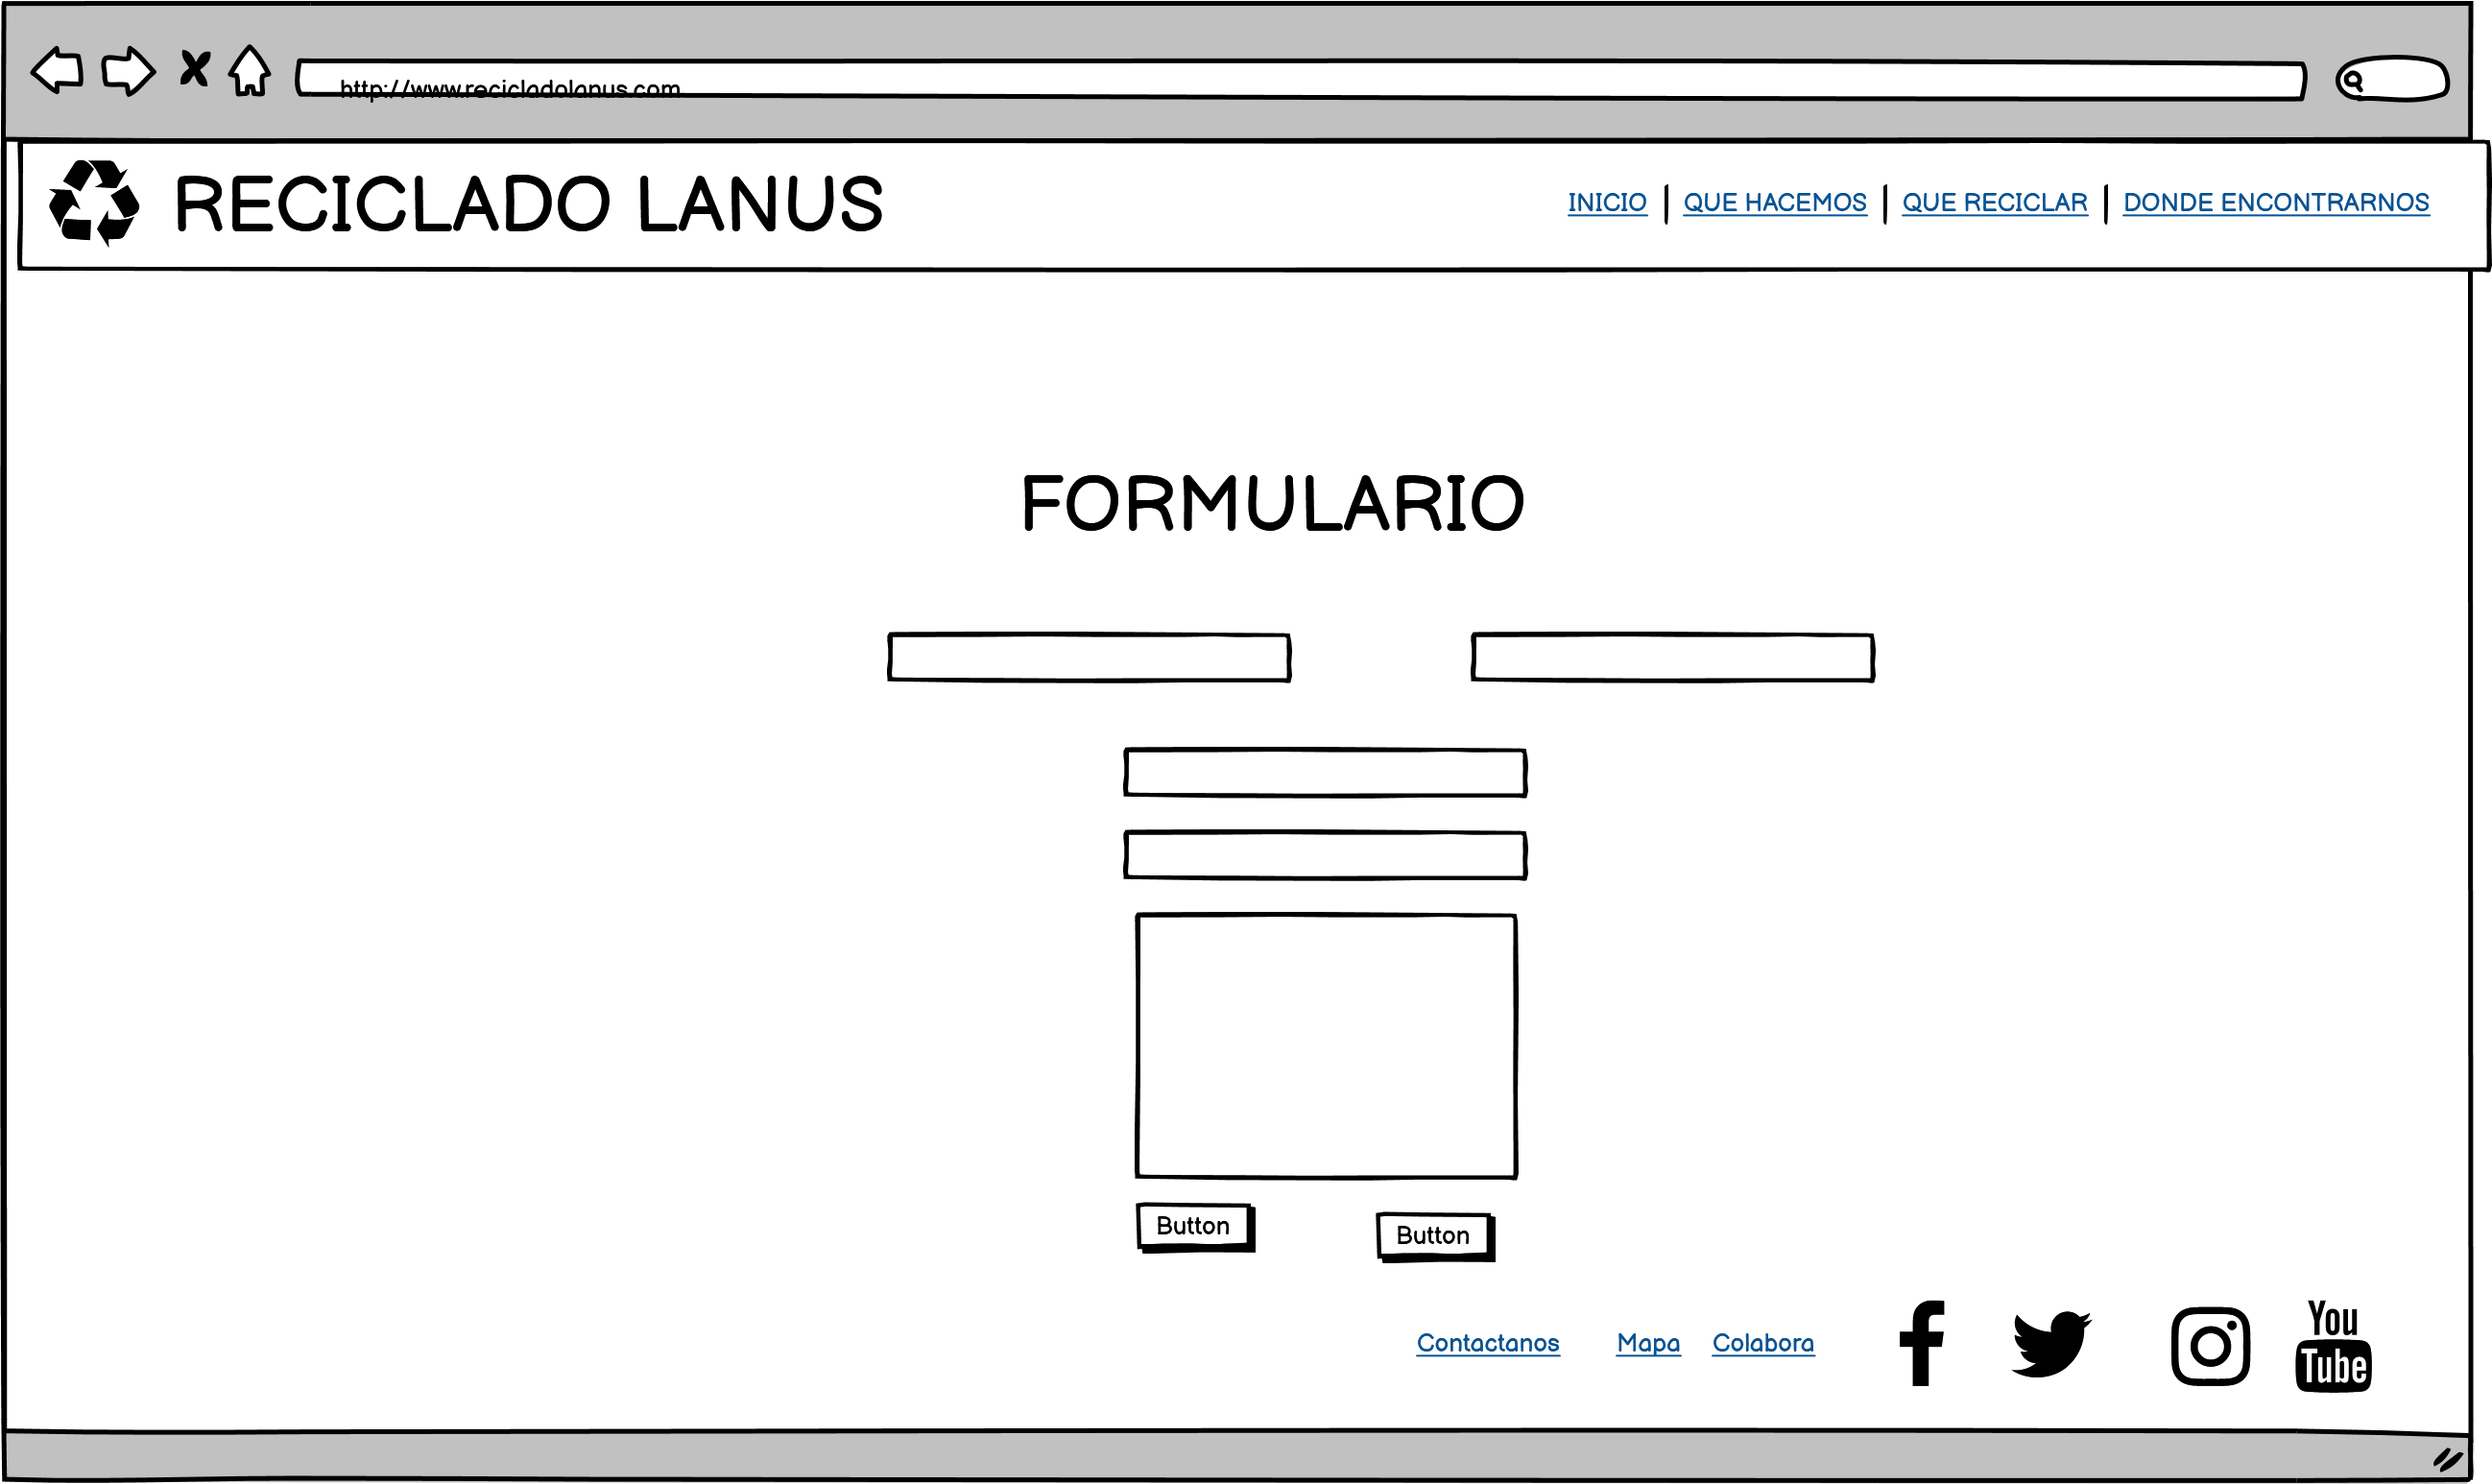 http://www.recicladolanus.com
RECICLADO LANUS
INICIO | QUE HACEMOS | QUE RECICLAR | DONDE ENCONTRARNOS
FORMULARIO
Button Button
Contactanos Mapa Colabora
You
Tube